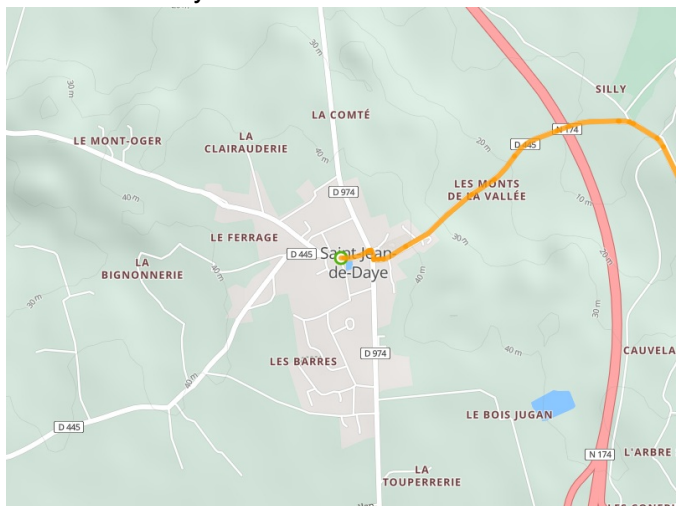 30 m
30 m
SILLY
LA COMTÉ
N 174
LE MONT-OGER
LA
CLAIRAUDERIE
20 m
D 445
40 m
D 974
LES MONTS
DE LA VALLÉE
40 m
10 m
LE FERRAGE
30 m
D 445
Saint-Jean-
de-Daye
20 m
LA
BIGNONNERIE
40 m
40 m
30 m
30 m
D 974
40 m
CAUVELA
LES BARRES
40 m
LE BOIS JUGAN
D 445
N 174
L'ARBRE
LA
TOUPERRERIE